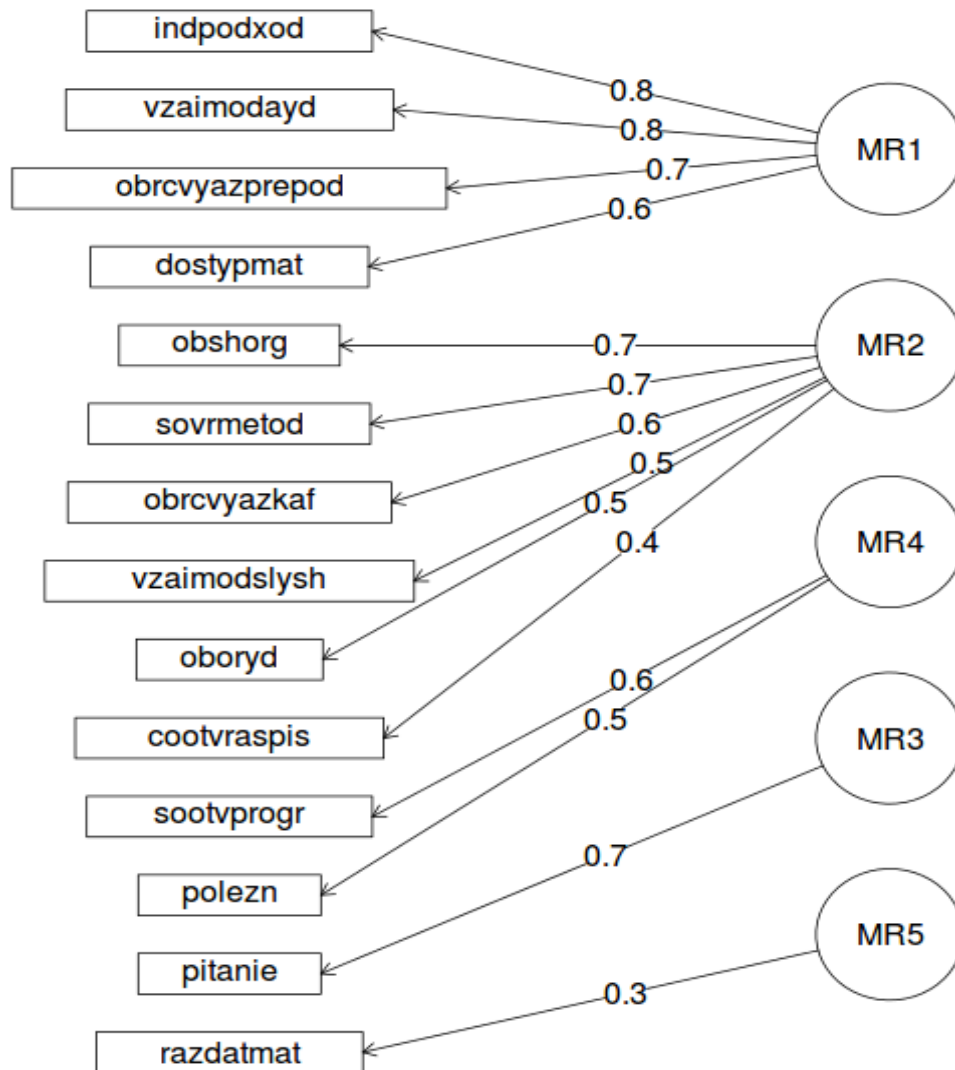 indpodxod
vzaimodayd
obrcvyazprepod
dostypmat
obshorg
sovrmetod
obrcvyazkaf
vzaimodslysh
oboryd
cootvraspis
sootvprogr
polezn
pitanie
razdatmat
0.8
0.8
0.7
0.6
0.7
0.7
0.6
0.5
0.5
0.4
0.6
0.5
0.7
0.3
MR1
MR2
MR4
MR3
MR5